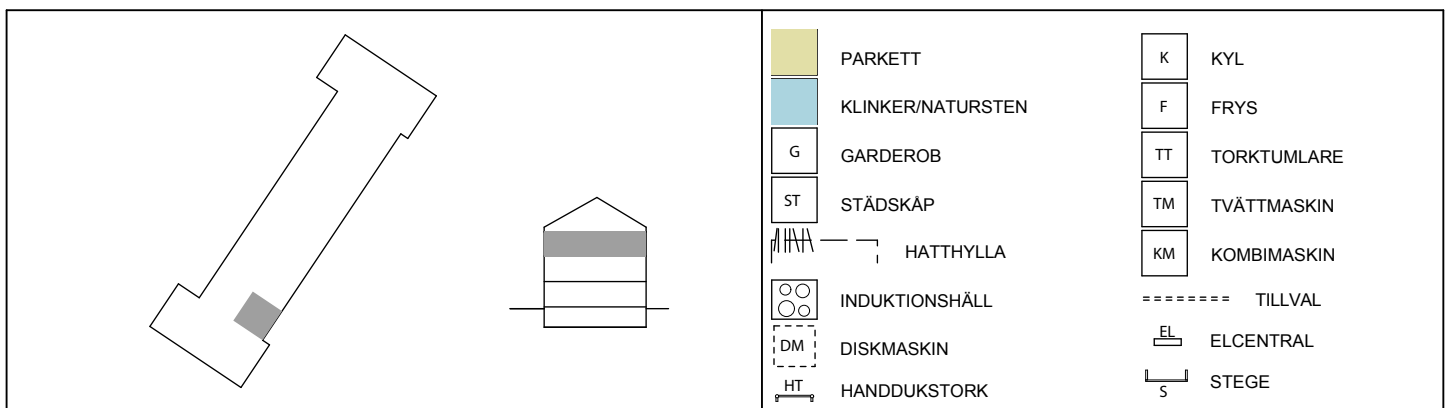 PARKETT
KLINKER/NATURSTEN
G GARDEROB
ST STÄDSKÅP
HATTHYLLA
INDUKTIONSHÄLL
DM DISKMASKIN
HT HANDDUKSTORK
K KYL
F FRYS
TT TORKTUMLARE
TM TVÄTTMASKIN
KM KOMBIMASKIN
TILLVAL
EL ELCENTRAL
S STEGE